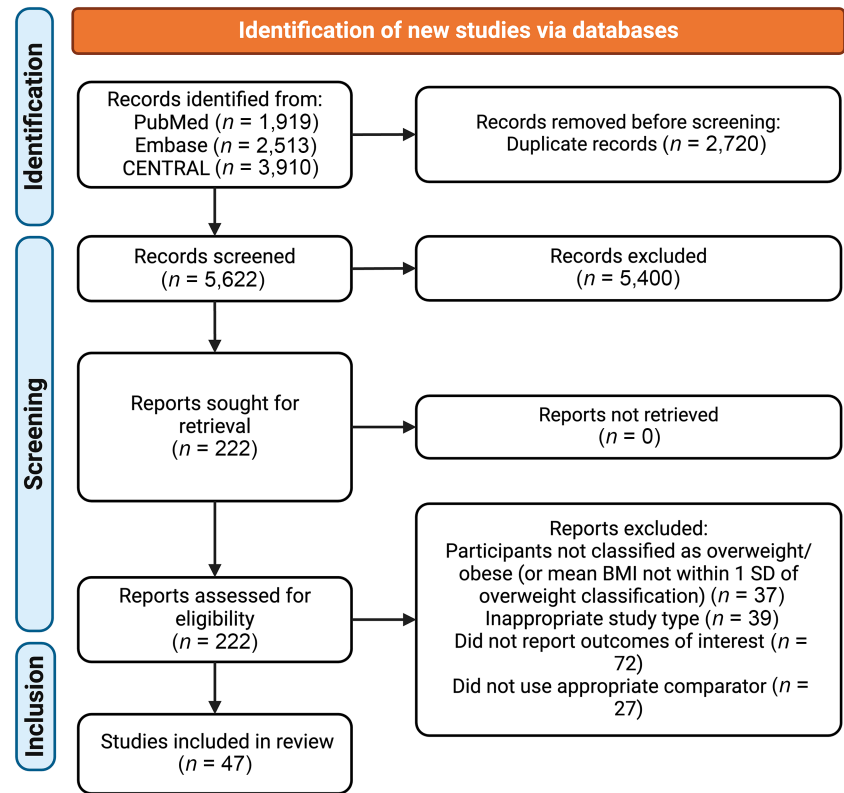 Identification of new studies via databases
Identification
Records identified from:
PubMed (n = 1,919)
Embase (n = 2,513)
CENTRAL (n = 3,910)
Records removed before screening:
Duplicate records (n = 2,720)
Screening
Records screened
(n = 5,622)
Records excluded
(n = 5,400)
Reports sought for
retrieval
(n = 222)
Reports not retrieved
(n = 0)
Reports assessed for
eligibility
(n = 222)
Reports excluded:
Participants not classified as overweight/
obese (or mean BMI not within 1 SD of
overweight classification) (n = 37)
Inappropriate study type (n = 39)
Did not report outcomes of interest (n =
72)
Did not use appropriate comparator (n =
27)
Inclusion
Studies included in review
(n = 47)